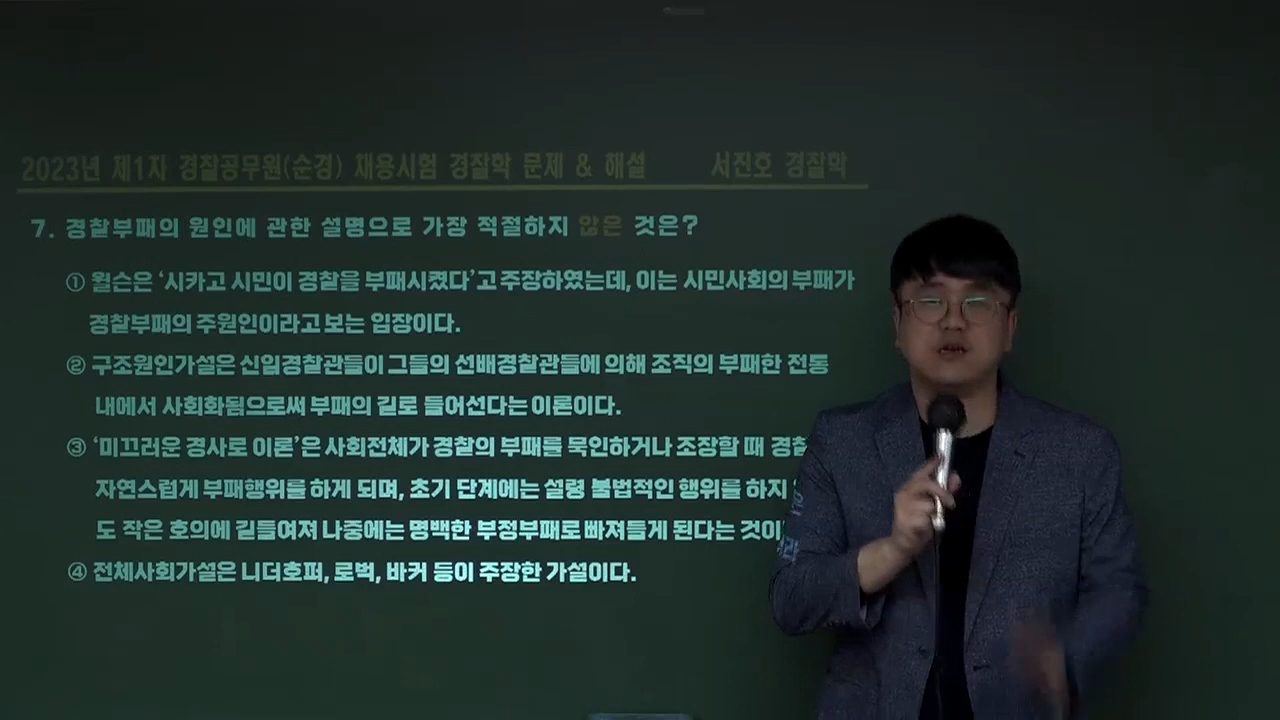 2023년 제1차 경찰공무원(순경) 채용시험 경찰학 문제 & 해설 서진호 경찰학
7. 경찰부패의 원인에 관한 설명으로 가장 적절하지 않은 것은?
① 윌슨은 ‘시카고 시민이 경찰을 부패시켰다’고 주장하였는데, 이는 시민사회의 부패가
경찰부패의 주원인이라고 보는 입장이다.
② 구조원인가설은 신임경찰관들이 그들의 선배경찰관들에 의해 조직의 부패한 전통
내에서 사회화됨으로써 부패의 길로 들어선다는 이론이다.
③ ‘미끄러운 경사로 이론’은 사회전체가 경찰의 부패를 묵인하거나 조장할 때
자연스럽게 부패행위를 하게 되며, 초기 단계에는 설령 불법적인 행위를 하지
도 작은 호의에 길들여져 나중에는 명백한 부정부패로 빠져들게 된다는
④ 전체사회가설은 니더호퍼, 로벅, 바커 등이 주장한 가설이다.